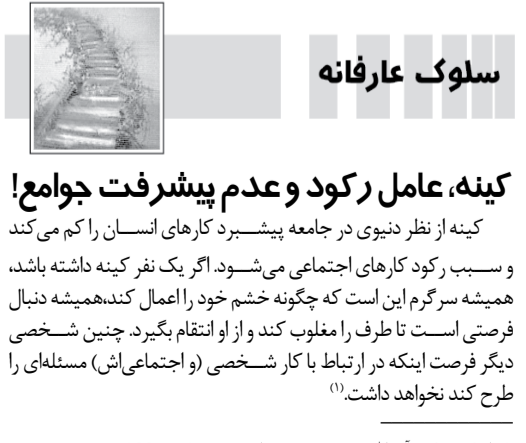 سلوک عارفانه
کینه، عامل رکود و عدم پیشرفت جوامع!
کینه از نظر دنیوی در جامعه پیشبرد کارهای انسان را کم می‌کند
و سبب رکود کارهای اجتماعی می‌شود. اگر یک نفر کینه داشته باشد،
همیشه سرگرم این است که چگونه خشم خود را اعمال کند،همیشه دنبال
فرصتی است تا طرف را مغلوب کند و از او انتقام بگیرد. چنین شخصی
دیگر فرصت اینکه در ارتباط با کار شخصی (و اجتماعی‌اش) مسئله‌ای را
طرح کند نخواهد داشت.(۱)